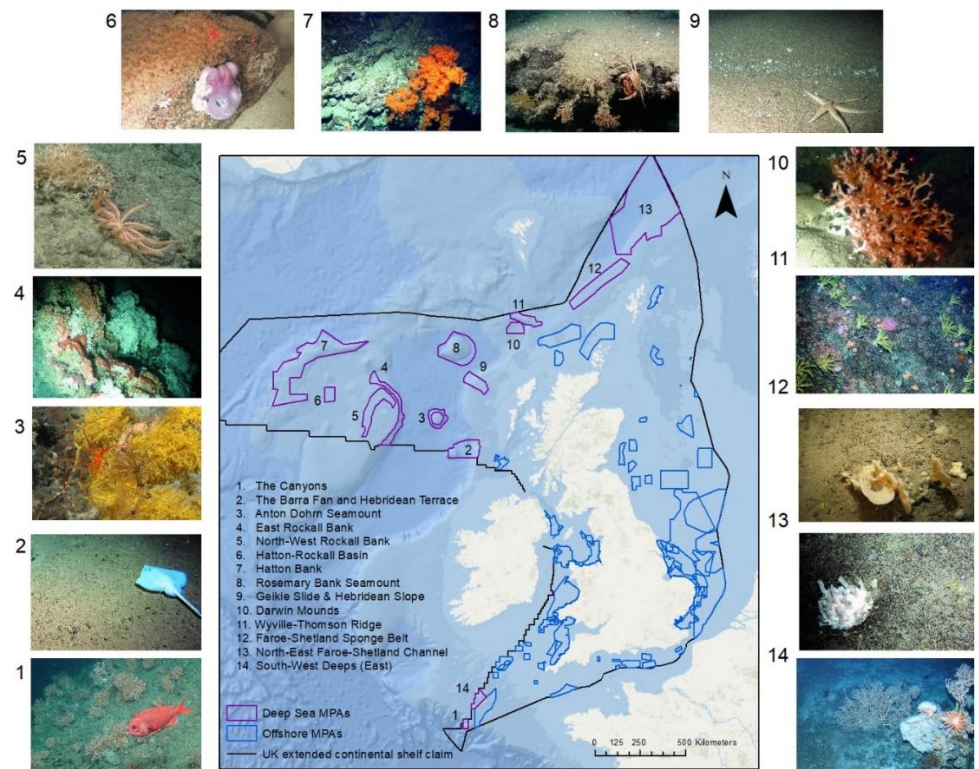 6
7
8
9
5
4
3
2
1
10
11
12
13
14
N
13
12
11
10
8
9
7
6
4
5
3
2
14
1
1. The Canyons
2. The Barra Fan and Hebridean Terrace
3. Anton Dohrn Seamount
4. East Rockall Bank
5. North-West Rockall Bank
6. Hatton-Rockall Basin
7. Hatton Bank
8. Rosemary Bank Seamount
9. Geikie Slide & Hebridean Slope
10. Darwin Mounds
11. Wyville-Thomson Ridge
12. Faroe-Shetland Sponge Belt
13. North-East Faroe-Shetland Channel
14. South-West Deeps (East)
Deep Sea MPAs
Offshore MPAs
UK extended continental shelf claim
0 125 250 500 Kilometers